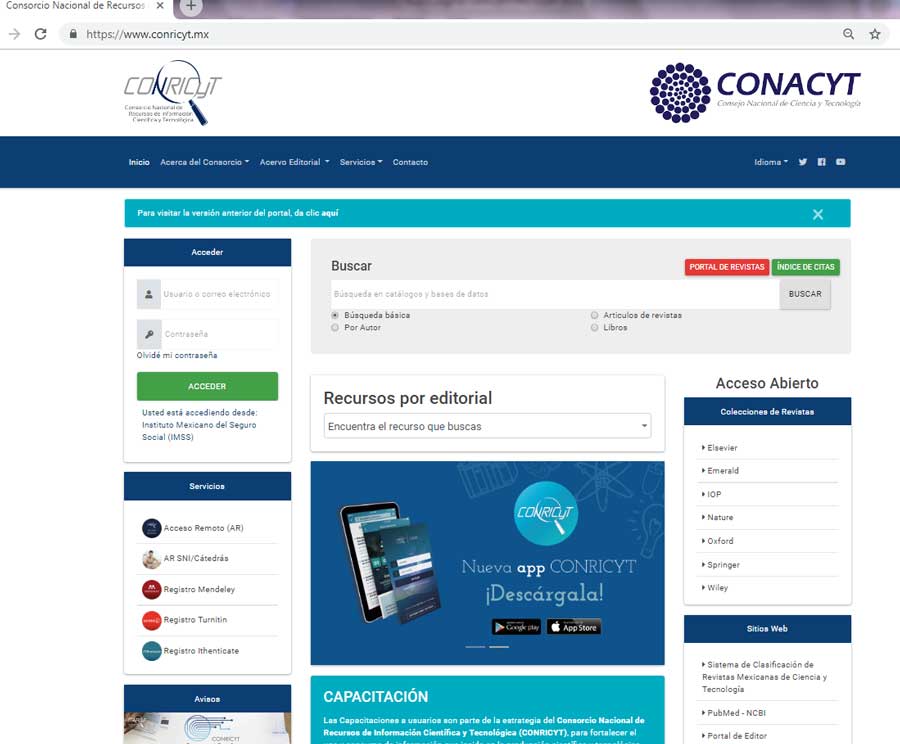 Consorcio Nacional de Recursos
https://www.conricyt.mx
CONRICYT
Consorcio Nacional de
Recursos de Información
Científica y Tecnológica
CONACYT
Consejo Nacional de Ciencia y Tecnología
Inicio Acerca del Consorcio Acervo Editorial Servicios Contacto Idioma
Para visitar la versión anterior del portal, da clic aquí
Acceder
Usuario o correo electrónico
Contraseña
Olvidé mi contraseña
ACCEDER
Usted está accediendo desde:
Instituto Mexicano del Seguro
Social (IMSS)
Servicios
Acceso Remoto (AR)
AR SNI/Cátedrás
Registro Mendeley
Registro Turnitin
Registro Ithenticate
Avisos
CONRICYT
Buscar
PORTAL DE REVISTAS ÍNDICE DE CITAS
Búsqueda en catálogos y bases de datos
BUSCAR
Búsqueda básica Articulos de revistas
Por Autor Libros
Recursos por editorial
Encuentra el recurso que buscas
CONRICYT
Nueva app CONRICYT
¡Descárgala!
Google play App Store
CAPACITACIÓN
Las Capacitaciones a usuarios son parte de la estrategia del Consorcio Nacional de
Recursos de Información Científica y Tecnológica (CONRICYT), para fortalecer el
Acceso Abierto
Colecciones de Revistas
Elsevier
Emerald
IOP
Nature
Oxford
Springer
Wiley
Sitios Web
Sistema de Clasificación de
Revistas Mexicanas de Ciencia y
Tecnología
PubMed - NCBI
Portal de Editor